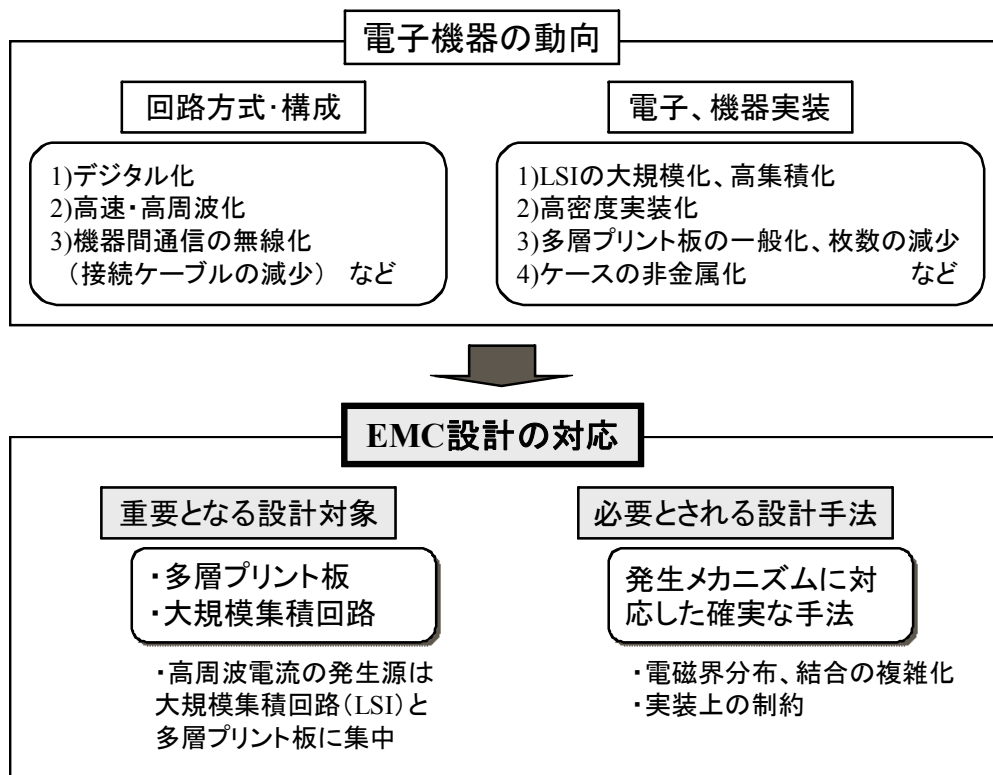 電子機器の動向
回路方式･構成
1)デジタル化
2)高速・高周波化
3)機器間通信の無線化
（接続ケーブルの減少） など
電子、機器実装
1)LSIの大規模化、高集積化
2)高密度実装化
3)多層プリント板の一般化、枚数の減少
4)ケースの非金属化 など
EMC設計の対応
重要となる設計対象
・多層プリント板
・大規模集積回路
・高周波電流の発生源は
大規模集積回路（LSI）と
多層プリント板に集中
必要とされる設計手法
発生メカニズムに対
応した確実な手法
・電磁界分布、結合の複雑化
・実装上の制約